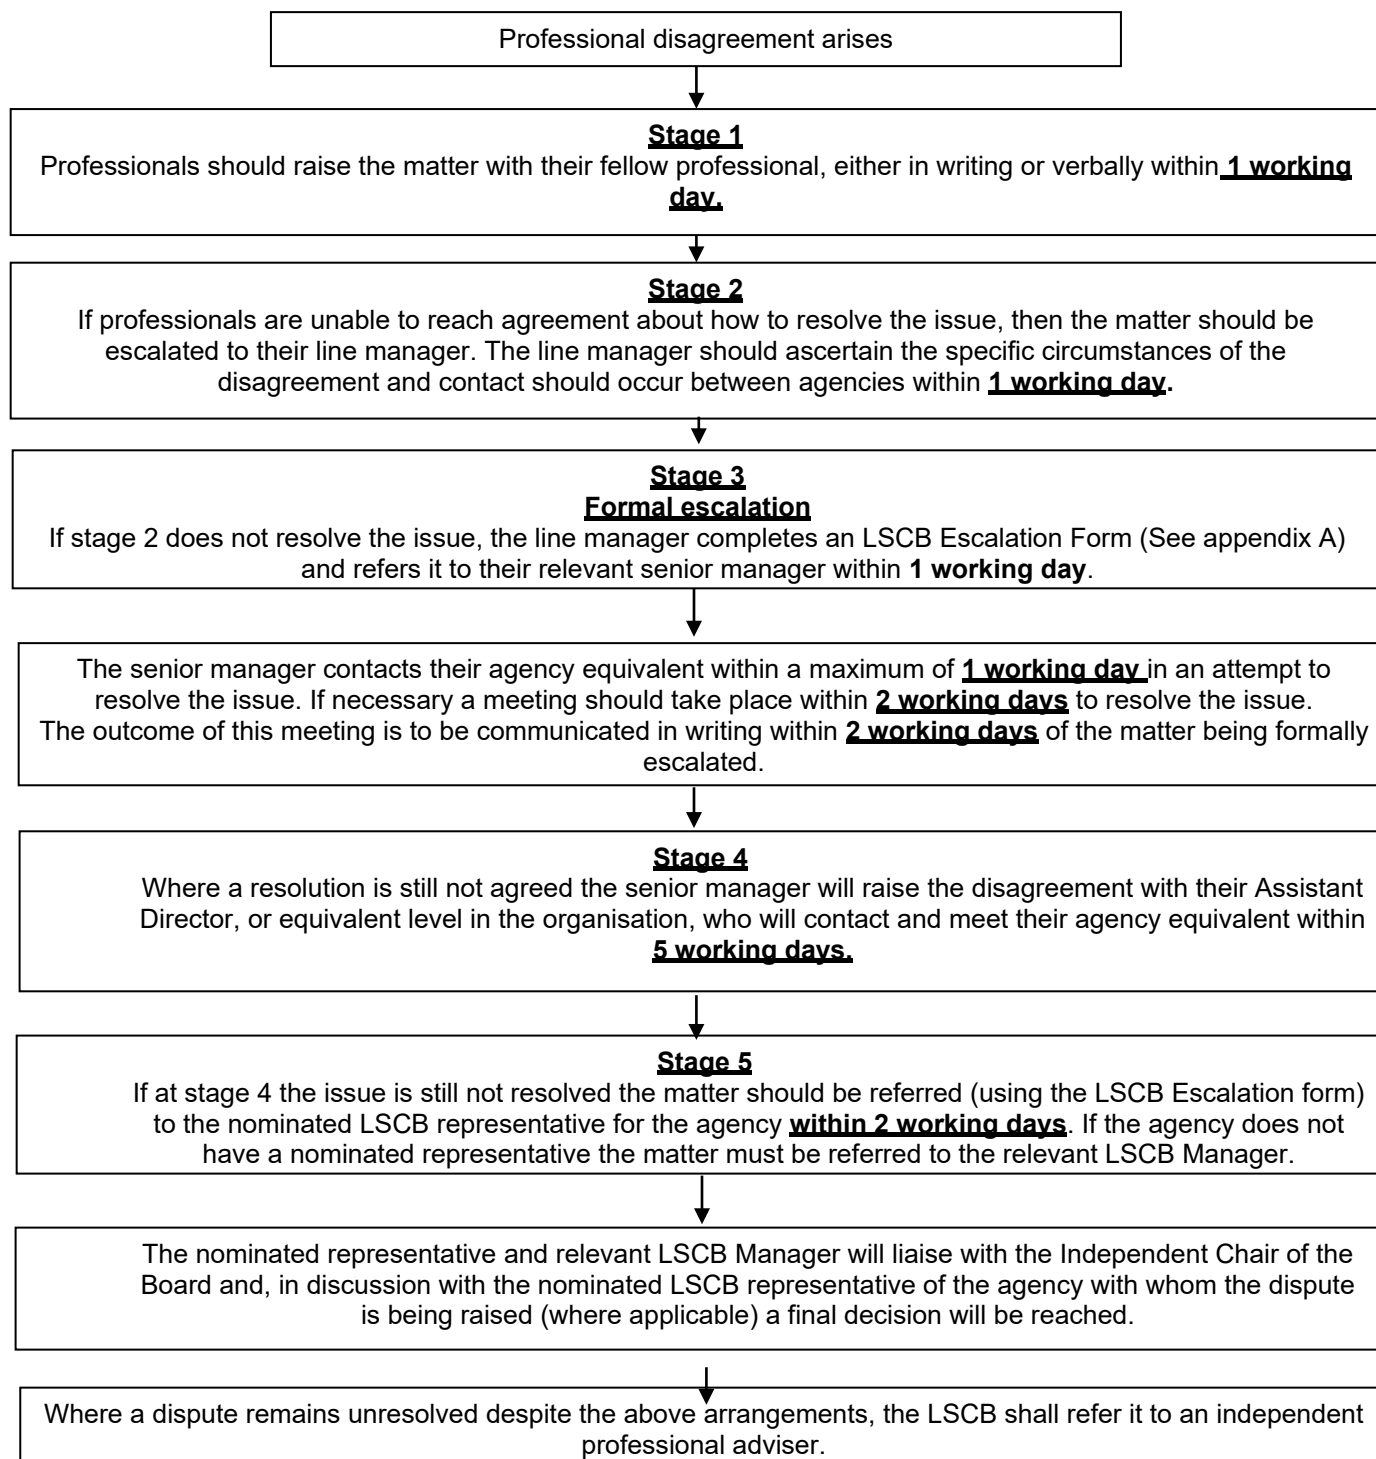 Professional disagreement arises
Stage 1
Professionals should raise the matter with their fellow professional, either in writing or verbally within 1 working
day.
Stage 2
If professionals are unable to reach agreement about how to resolve the issue, then the matter should be
escalated to their line manager. The line manager should ascertain the specific circumstances of the
disagreement and contact should occur between agencies within 1 working day.
Stage 3
Formal escalation
If stage 2 does not resolve the issue, the line manager completes an LSCB Escalation Form (See appendix A)
and refers it to their relevant senior manager within 1 working day.
The senior manager contacts their agency equivalent within a maximum of 1 working day in an attempt to
resolve the issue. If necessary a meeting should take place within 2 working days to resolve the issue.
The outcome of this meeting is to be communicated in writing within 2 working days of the matter being formally
escalated.
Stage 4
Where a resolution is still not agreed the senior manager will raise the disagreement with their Assistant
Director, or equivalent level in the organisation, who will contact and meet their agency equivalent within
5 working days.
Stage 5
If at stage 4 the issue is still not resolved the matter should be referred (using the LSCB Escalation form)
to the nominated LSCB representative for the agency within 2 working days. If the agency does not
have a nominated representative the matter must be referred to the relevant LSCB Manager.
The nominated representative and relevant LSCB Manager will liaise with the Independent Chair of the
Board and, in discussion with the nominated LSCB representative of the agency with whom the dispute
is being raised (where applicable) a final decision will be reached.
Where a dispute remains unresolved despite the above arrangements, the LSCB shall refer it to an independent
professional adviser.